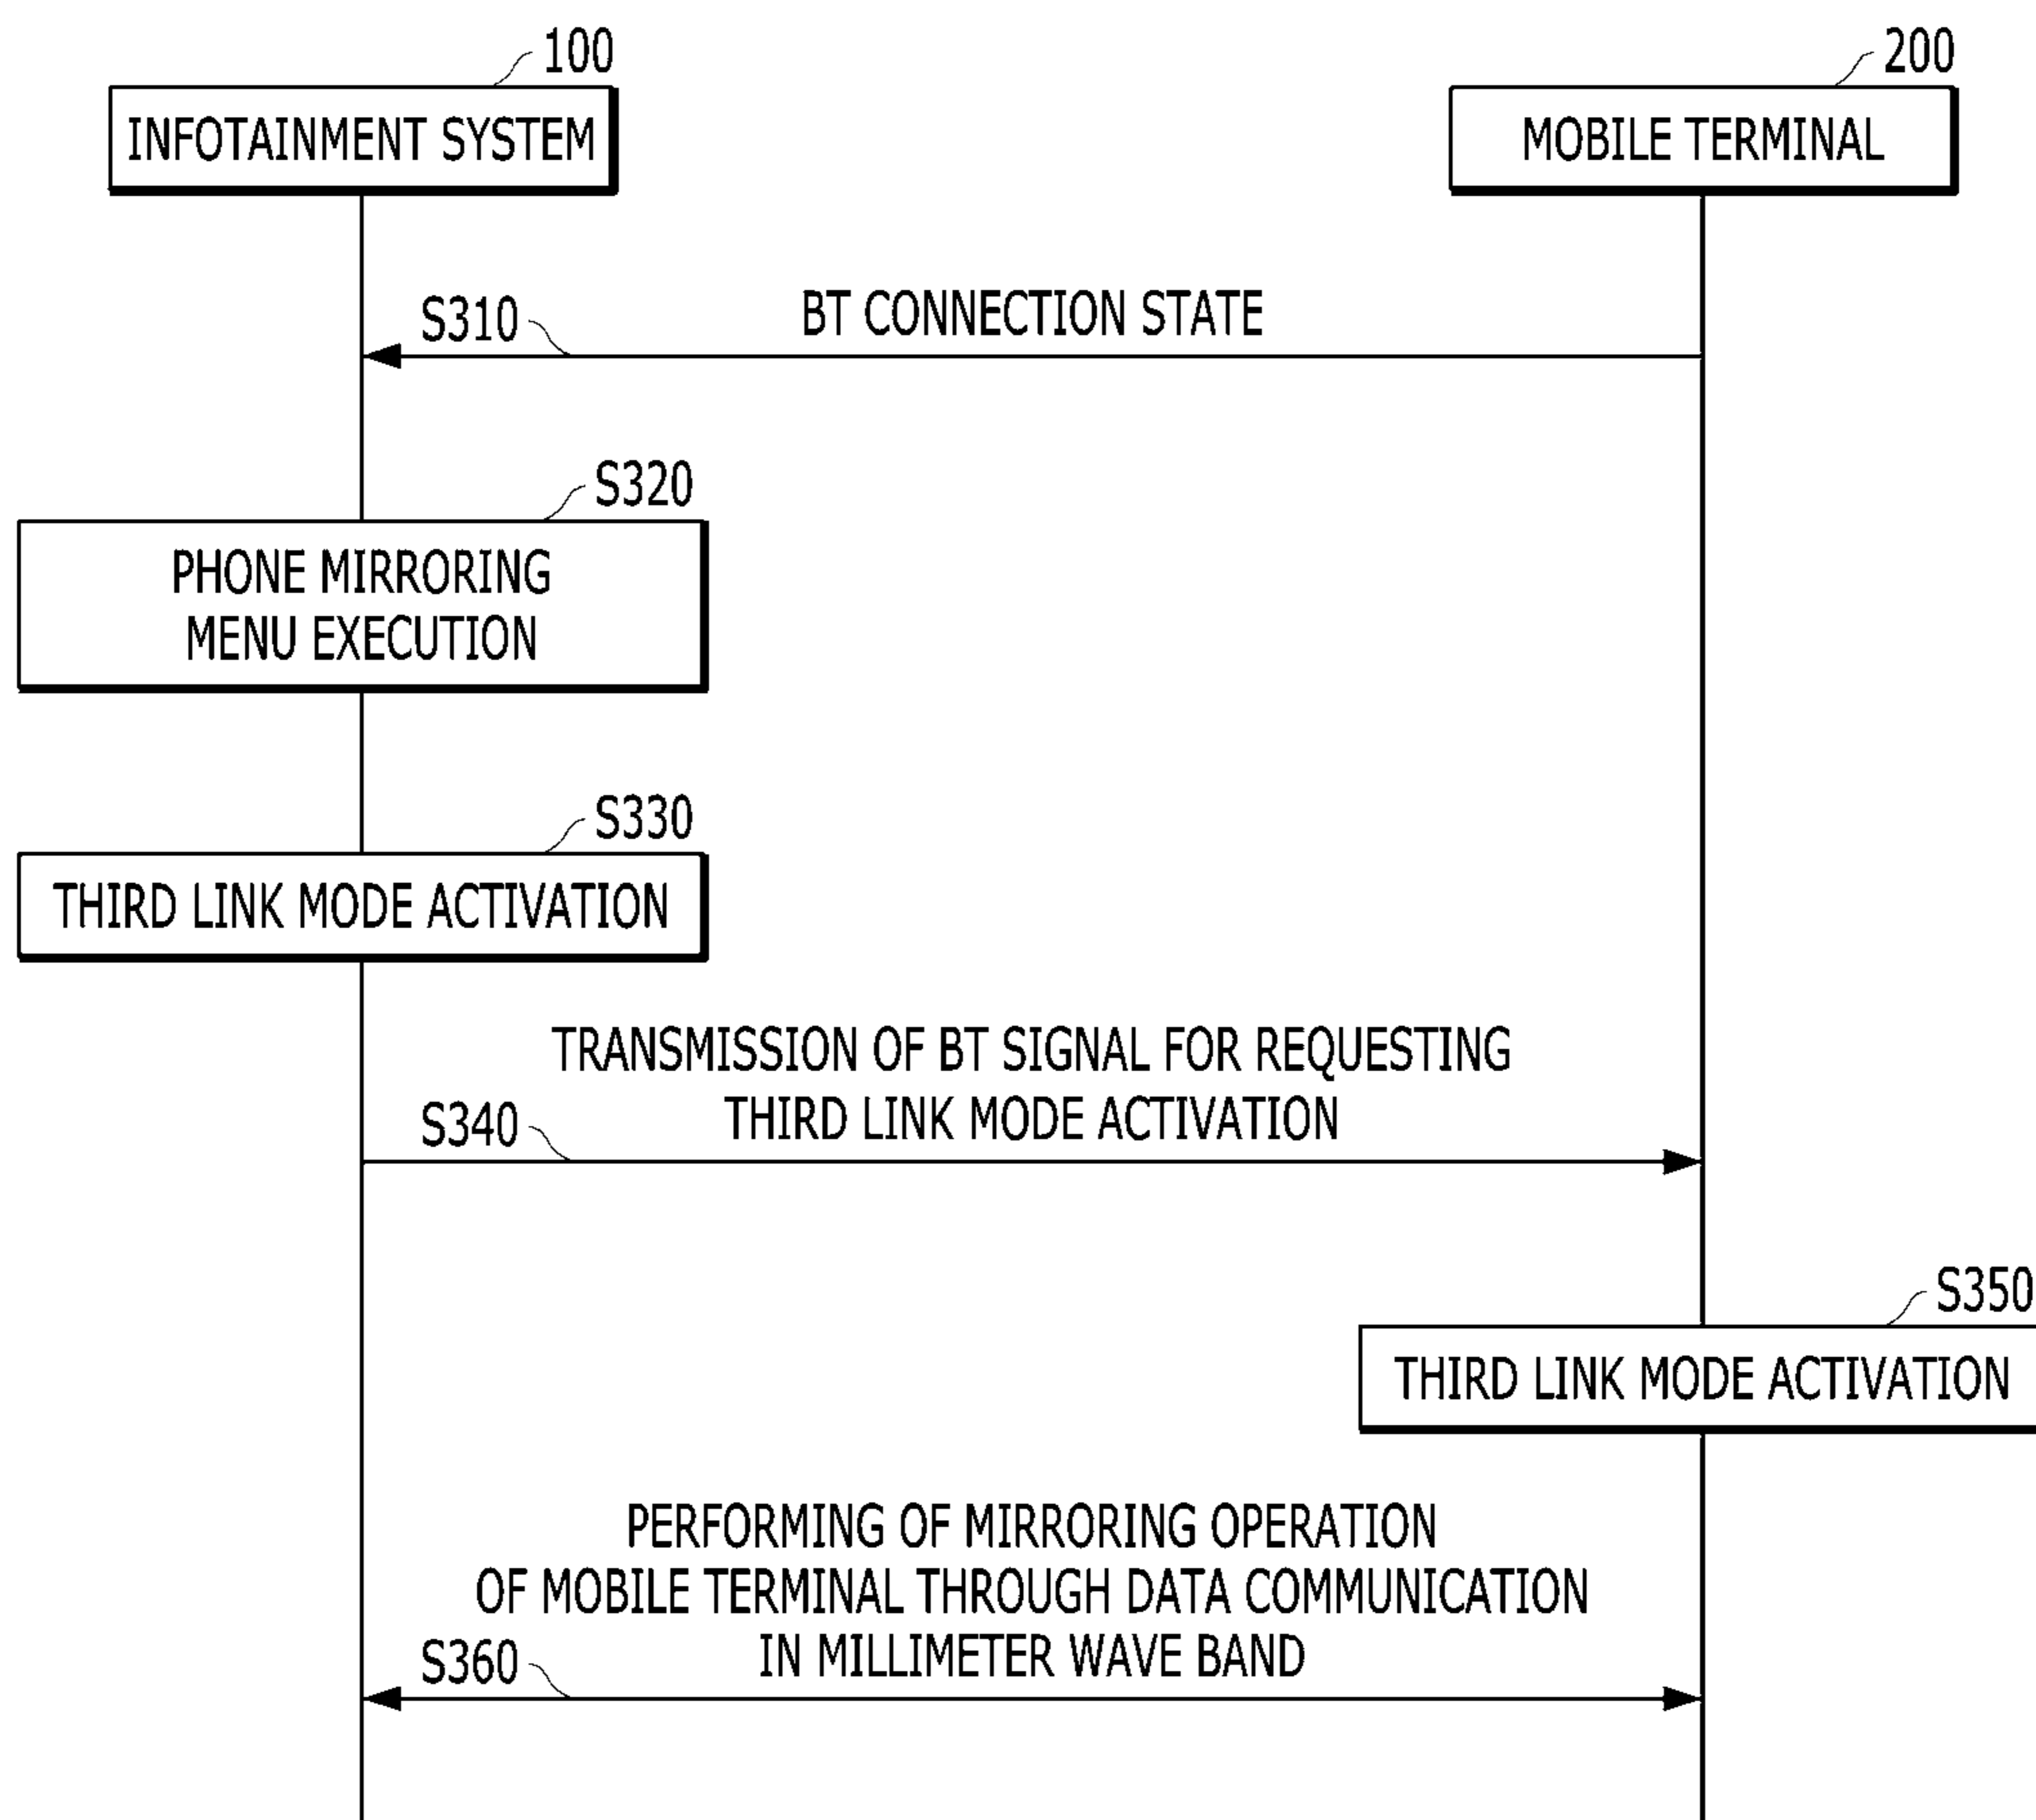 100
200
INFOTAINMENT SYSTEM
MOBILE TERMINAL
S310
BT CONNECTION STATE
S320
PHONE MIRRORING
MENU EXECUTION
S330
THIRD LINK MODE ACTIVATION
TRANSMISSION OF BT SIGNAL FOR REQUESTING
THIRD LINK MODE ACTIVATION
S340
S350
THIRD LINK MODE ACTIVATION
PERFORMING OF MIRRORING OPERATION
OF MOBILE TERMINAL THROUGH DATA COMMUNICATION
IN MILLIMETER WAVE BAND
S360